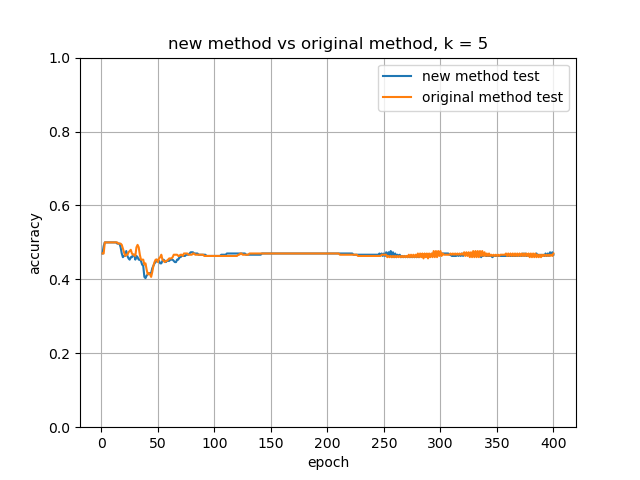 new method vs original method, k = 5
new method test
original method test
accuracy
1.0
0.8
0.6
0.4
0.2
0.0
0 50 100 150 200 250 300 350 400
epoch